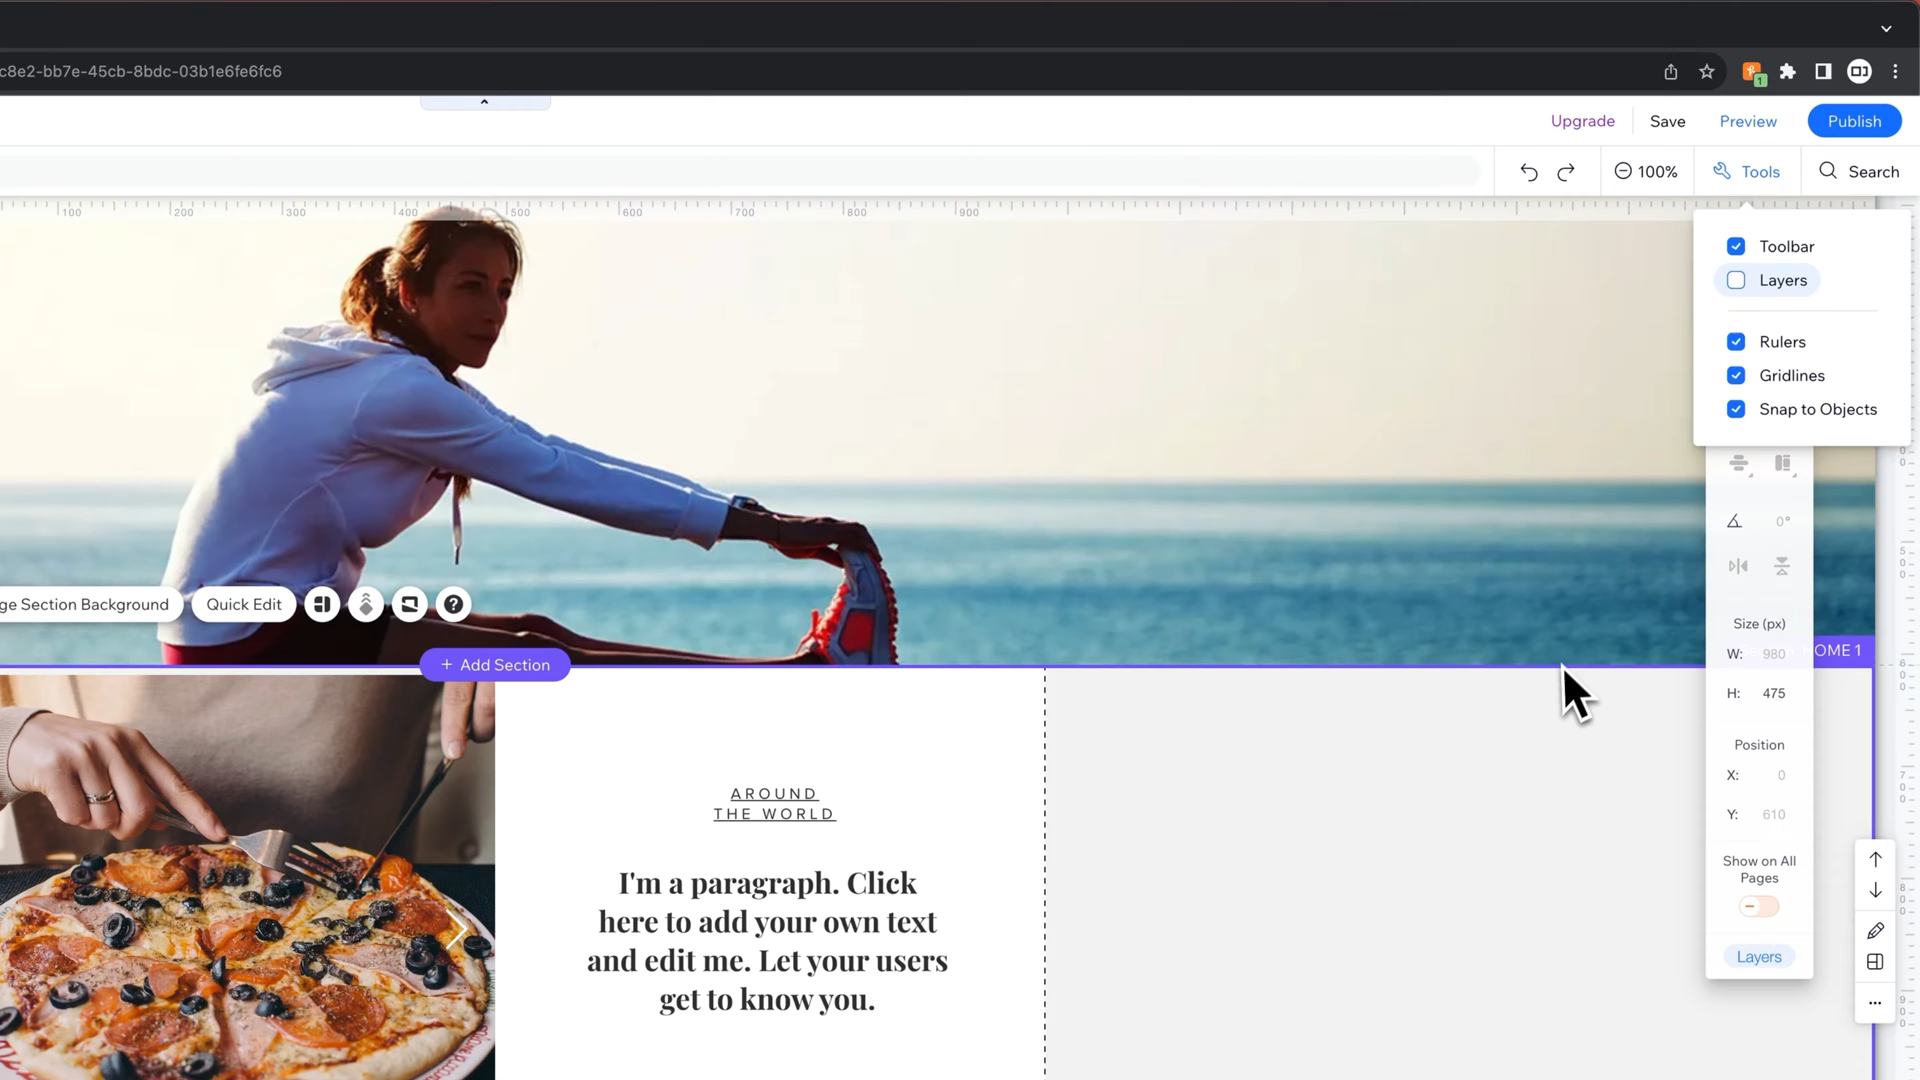 c8e2-bb7e-45cb-8bdc-03b1e6fe6fc6
1
Upgrade
Save
Preview
Publish
100%
Tools
Search
100 200 300 400 500 600 700 800 900
Toolbar
Layers
Rulers
Gridlines
Snap to Objects
0°
ge Section Background
Quick Edit
?
+ Add Section
Size (px)
W: 980
OME 1
H: 475
Position
X: 0
Y: 610
Show on All
Pages
Layers
AROUND
THE WORLD
I'm a paragraph. Click
here to add your own text
and edit me. Let your users
get to know you.